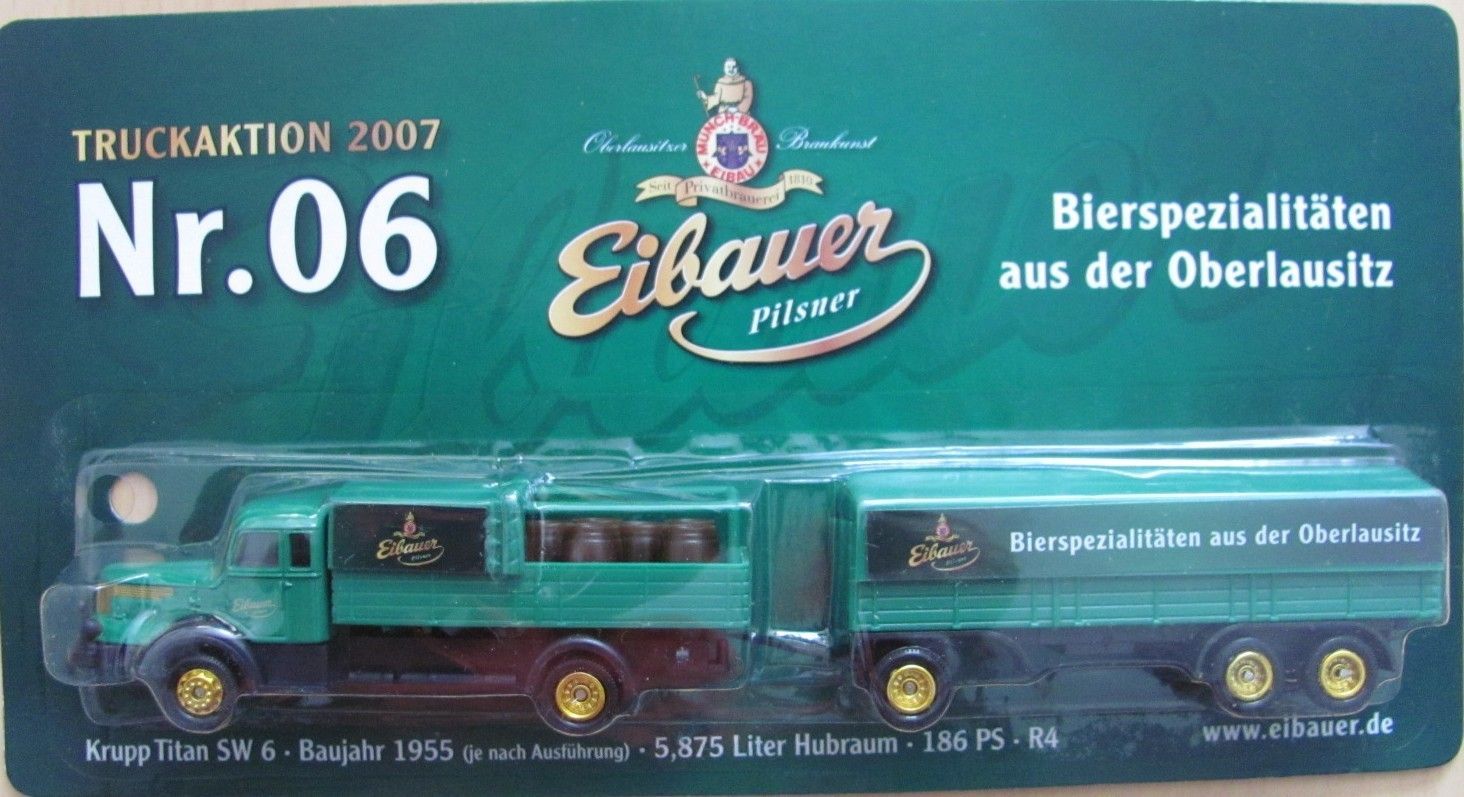 TRUCKAKTION 2007
Nr. 06
Oberlausitzer Braukunst
MÜNCH-BRÄU
EIBAU
Seit Privatbrauerei 1810
Eibauer
Pilsner
Bierspezialitäten
aus der Oberlausitz
Eibauer
Pilsner
Eibauer
Eibauer
Pilsner
Bierspezialitäten aus der Oberlausitz
Krupp Titan SW 6 · Baujahr 1955 (je nach Ausführung) · 5,875 Liter Hubraum · 186 PS · R4
www.eibauer.de